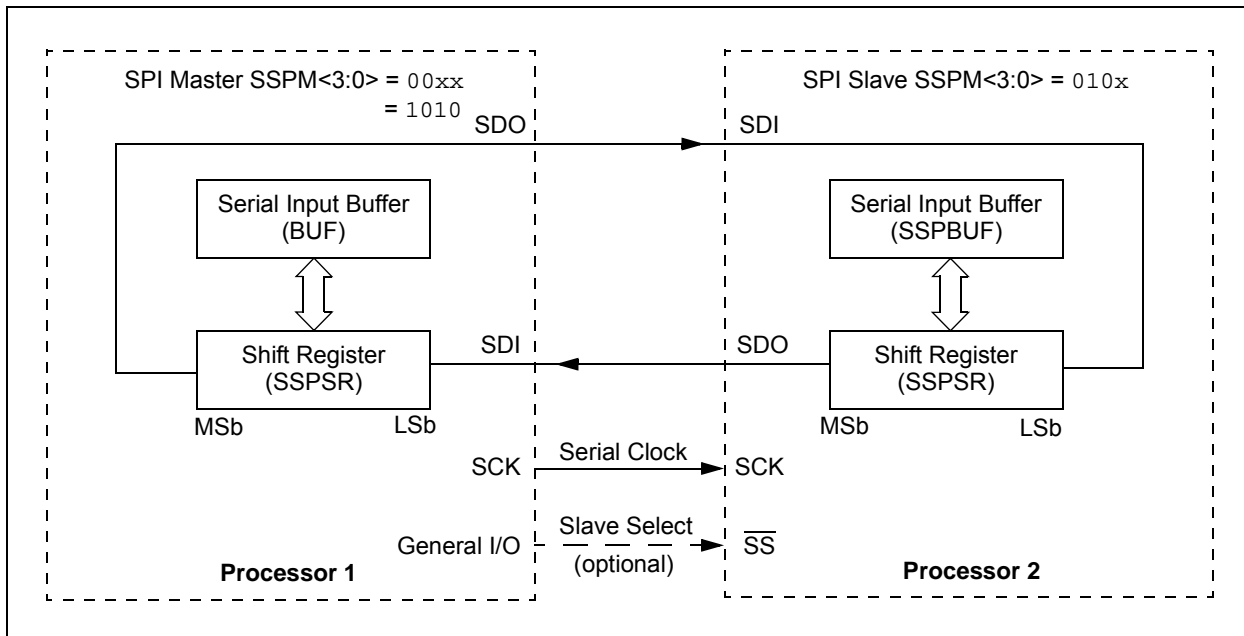 SPI Master SSPM<3:0> = 00xx
= 1010
SDO
Serial Input Buffer
(BUF)
Shift Register
(SSPSR)
MSb
LSb
SDI
SCK
General I/O
Processor 1
Serial Clock
Slave Select
(optional)
SPI Slave SSPM<3:0> = 010x
SDI
Serial Input Buffer
(SSPBUF)
SDO
Shift Register
(SSPSR)
MSb
LSb
SCK
S̅S̅
Processor 2